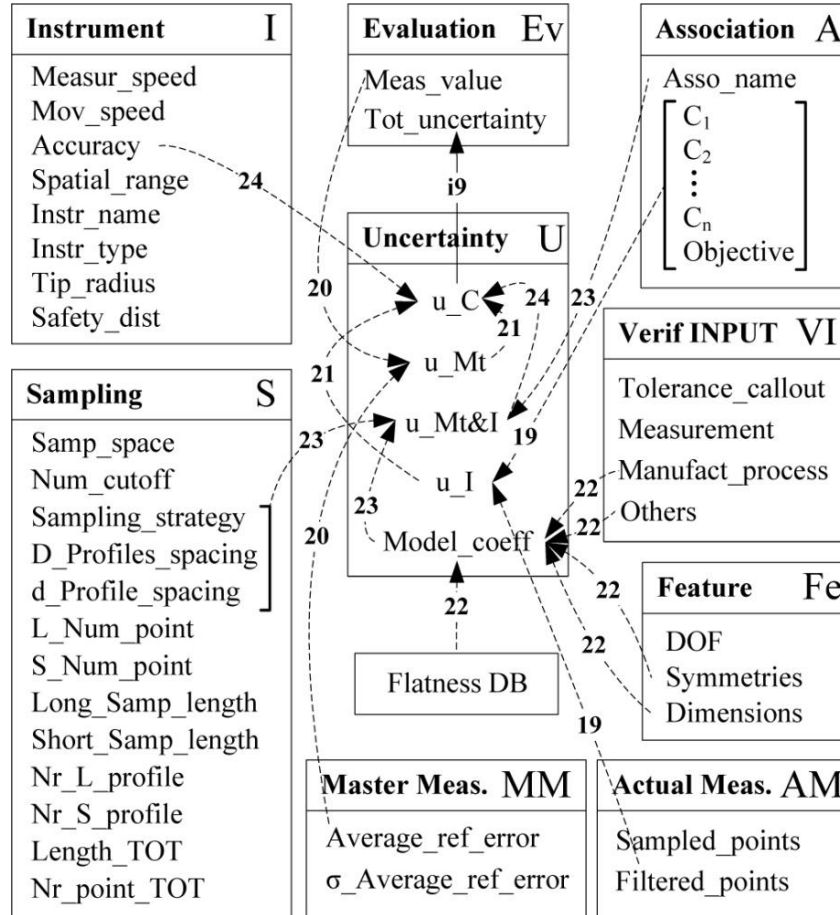 Instrument I
Measur_speed
Mov_speed
Accuracy
Spatial_range
Instr_name
Instr_type
Tip_radius
Safety_dist
24
Evaluation Ev
Meas_value
Tot_uncertainty
i9
Association A
Asso_name
C1
C2
⋮
Cn
Objective
Uncertainty U
u_C
u_Mt
u_Mt&I
u_I
Model_coeff
20
21
24
21
23
19
23
23
20
22
Flatness DB
Verif INPUT VI
Tolerance_callout
Measurement
Manufact_process
Others
22
22
Sampling S
Samp_space
Num_cutoff
Sampling_strategy
D_Profiles_spacing
d_Profile_spacing
L_Num_point
S_Num_point
Long_Samp_length
Short_Samp_length
Nr_L_profile
Nr_S_profile
Length_TOT
Nr_point_TOT
Feature Fe
DOF
Symmetries
Dimensions
22
22
19
Master Meas. MM
Average_ref_error
σ_Average_ref_error
Actual Meas. AM
Sampled_points
Filtered_points